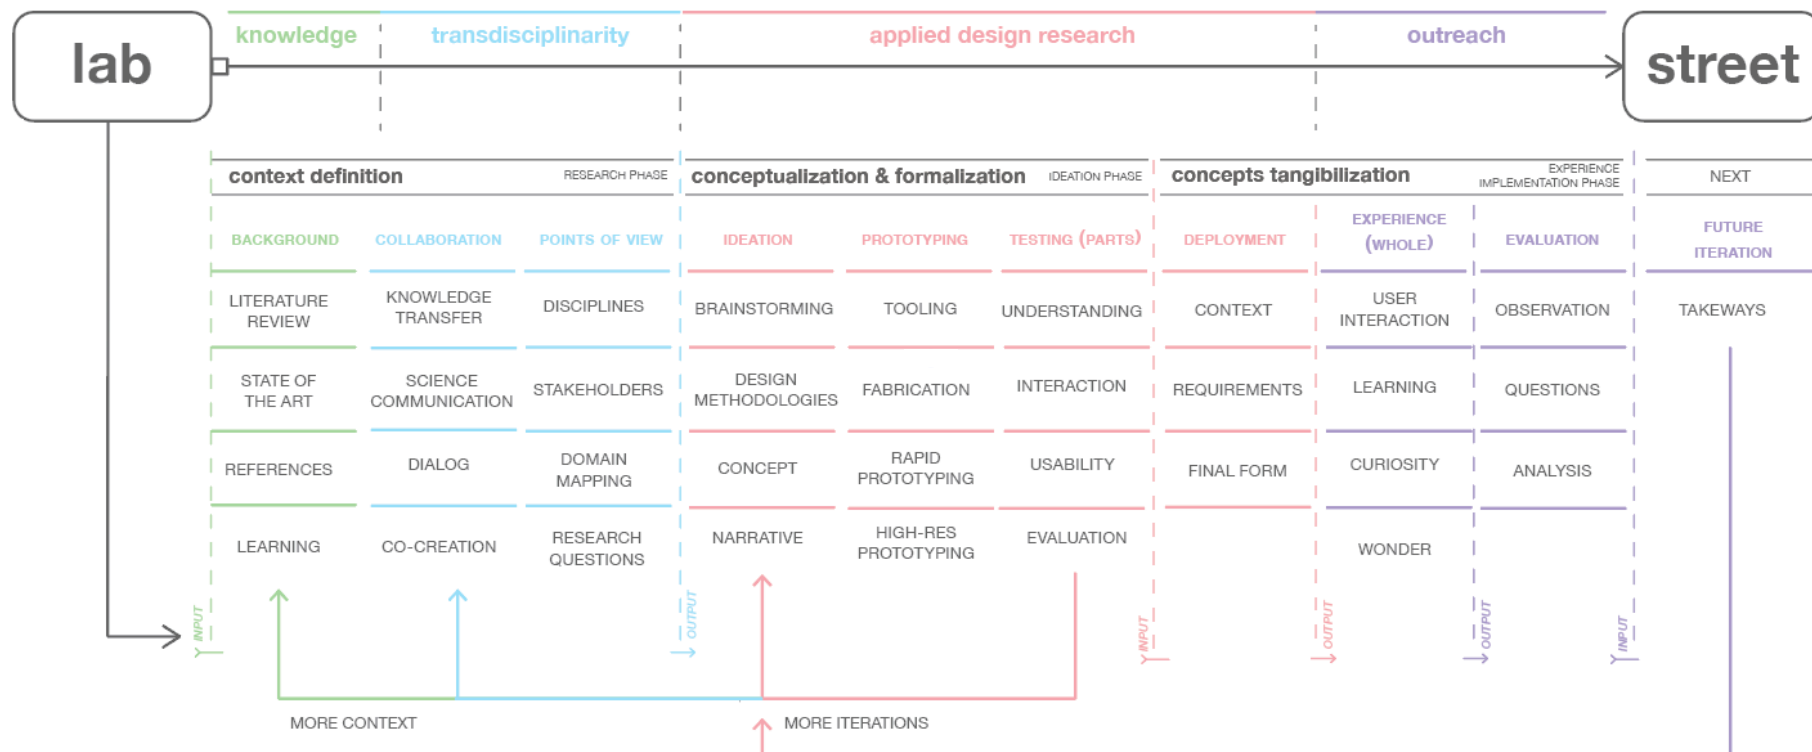 lab
knowledge
transdisciplinarity
applied design research
outreach
street
context definition
RESEARCH PHASE
conceptualization & formalization
IDEATION PHASE
concepts tangibilization
EXPERIENCE
IMPLEMENTATION PHASE
NEXT
BACKGROUND
COLLABORATION
POINTS OF VIEW
IDEATION
PROTOTYPING
TESTING (PARTS)
DEPLOYMENT
EXPERIENCE
(WHOLE)
EVALUATION
FUTURE
ITERATION
LITERATURE
REVIEW
KNOWLEDGE
TRANSFER
DISCIPLINES
BRAINSTORMING
TOOLING
UNDERSTANDING
CONTEXT
USER
INTERACTION
OBSERVATION
TAKEWAYS
STATE OF
THE ART
SCIENCE
COMMUNICATION
STAKEHOLDERS
DESIGN
METHODOLOGIES
FABRICATION
INTERACTION
REQUIREMENTS
LEARNING
QUESTIONS
REFERENCES
DIALOG
DOMAIN
MAPPING
CONCEPT
RAPID
PROTOTYPING
USABILITY
FINAL FORM
CURIOSITY
ANALYSIS
LEARNING
CO-CREATION
RESEARCH
QUESTIONS
NARRATIVE
HIGH-RES
PROTOTYPING
EVALUATION
WONDER
INPUT
OUTPUT
INPUT
OUTPUT
OUTPUT
INPUT
MORE CONTEXT
MORE ITERATIONS